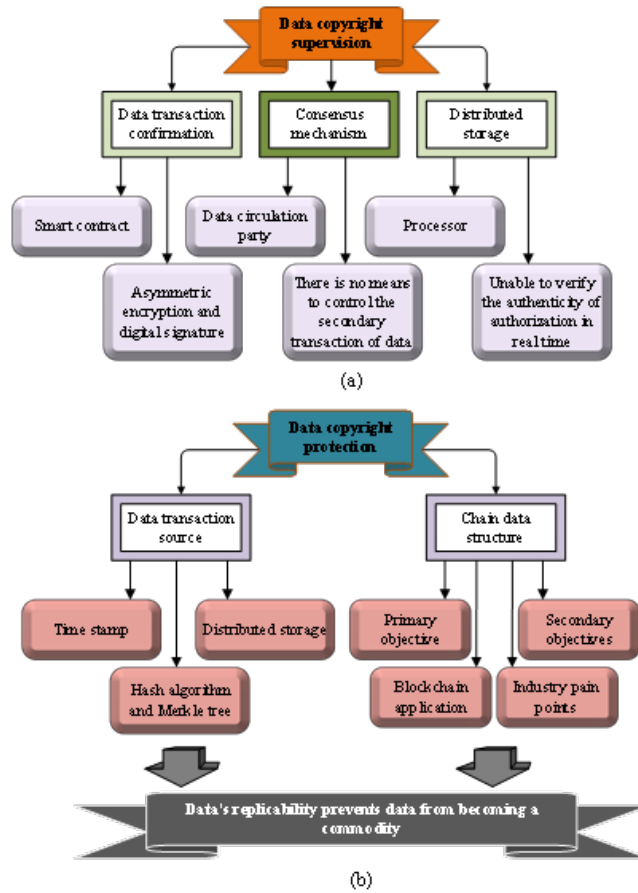 Data copyright
supervision
Data transaction
confirmation
Consensus
mechanism
Distributed
storage
Smart contract
Data circulation
party
Processor
Asymmetric
encryption and
digital signature
There is no means
to control the
secondary
transaction of data
Unable to verify
the authenticity of
authorization in
real time
(a)
Data copyright
protection
Data transaction
source
Chain data
structure
Time stamp
Distributed storage
Primary
objective
Secondary
objectives
Hash algorithm
and Merkle tree
Blockchain
application
Industry pain
points
Data's replicability prevents data from becoming a
commodity
(b)